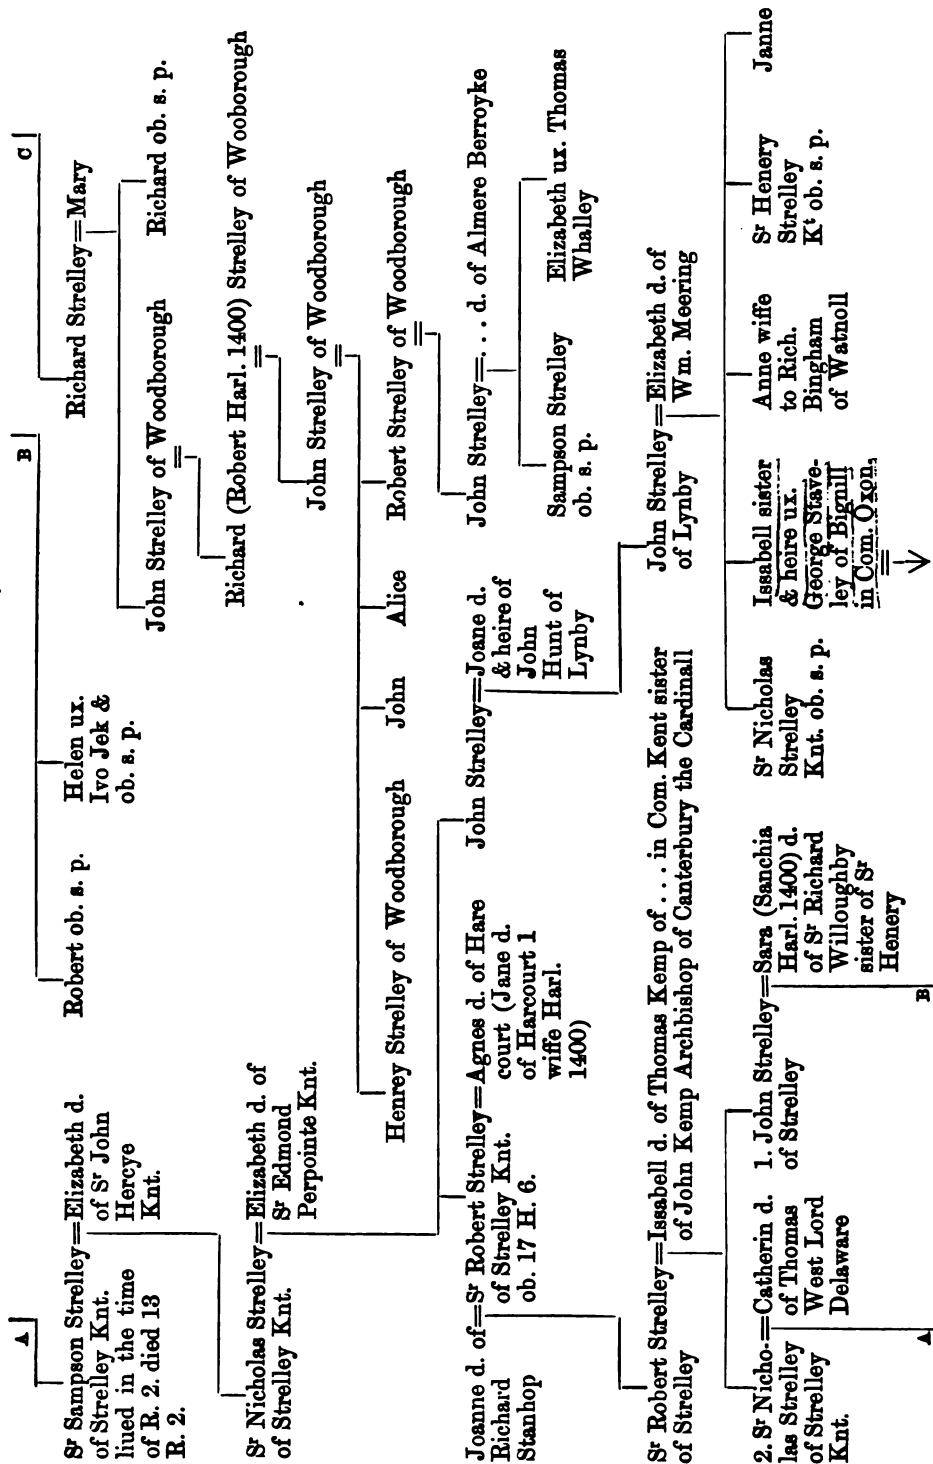 A
B
C
Sr Sampson Strelley=Elizabeth d.
of Strelley Knt. of Sr John
liued in the time Hercye
of R. 2. died 13 Knt.
R. 2.
Robert ob. s. p.
Helen ux.
Ivo Jek &
ob. s. p.
Richard Strelley=Mary
John Strelley of Woodborough
Richard ob. s. p.
Richard (Robert Harl. 1400) Strelley of Wooborough
Sr Nicholas Strelley=Elizabeth d. of
of Strelley Knt. Sr Edmond
Perpointe Knt.
John Strelley of Woodborough
Henrey Strelley of Woodborough
John
Alice
Robert Strelley of Woodborough
Joanne d. of=Sr Robert Strelley=Agnes d. of Hare
Richard of Strelley Knt. court (Jane d.
Stanhop ob. 17 H. 6. of Harcourt 1
wiffe Harl.
1400)
John Strelley=Joane d.
& heire of
John
Hunt of
Lynby
John Strelley=... d. of Almere Berroyke
Sampson Strelley
ob. s. p.
Elizabeth ux. Thomas
Whalley
Sr Robert Strelley=Issabell d. of Thomas Kemp of ... in Com. Kent sister
of Strelley of John Kemp Archbishop of Canterbury the Cardinall
John Strelley=Elizabeth d. of
of Lynby Wm. Meering
2. Sr Nicho-=Catherin d.
las Strelley of Thomas
of Strelley West Lord
Knt. Delaware
1. John Strelley=Sara (Sanchia
of Strelley Harl. 1400) d.
of Sr Richard
Willoughby
sister of Sr
Henery
Sr Nicholas
Strelley
Knt. ob. s. p.
Issabell sister
& heire ux.
George Stave-
ley of Bignill
in Com. Oxon,
Anne wiffe
to Rich.
Bingham
of Watnoll
Sr Henery
Strelley
Kt ob. s. p.
Janne
A
B